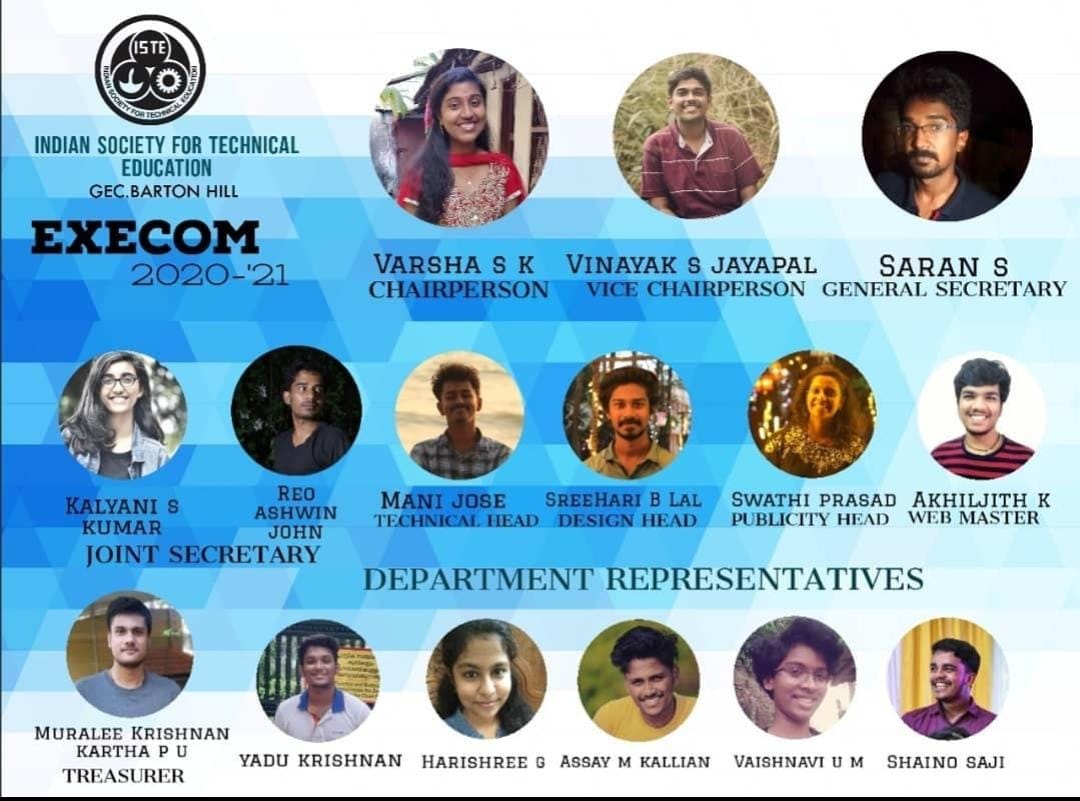 ISTE
INDIAN SOCIETY FOR TECHNICAL EDUCATION
INDIAN SOCIETY FOR TECHNICAL
EDUCATION
GEC.BARTON HILL
EXECOM
2020-'21
VARSHA S K
CHAIRPERSON
VINAYAK S JAYAPAL
VICE CHAIRPERSON
SARAN S
GENERAL SECRETARY
KALYANI S
KUMAR
REO
ASHWIN
JOHN
JOINT SECRETARY
MANI JOSE
TECHNICAL HEAD
SREEHARI B LAL
DESIGN HEAD
SWATHI PRASAD
PUBLICITY HEAD
AKHILJITH K
WEB MASTER
DEPARTMENT REPRESENTATIVES
MURALEE KRISHNAN
KARTHA P U
TREASURER
YADU KRISHNAN
HARISHREE G
ASSAY M KALLIAN
VAISHNAVI U M
SHAINO SAJI